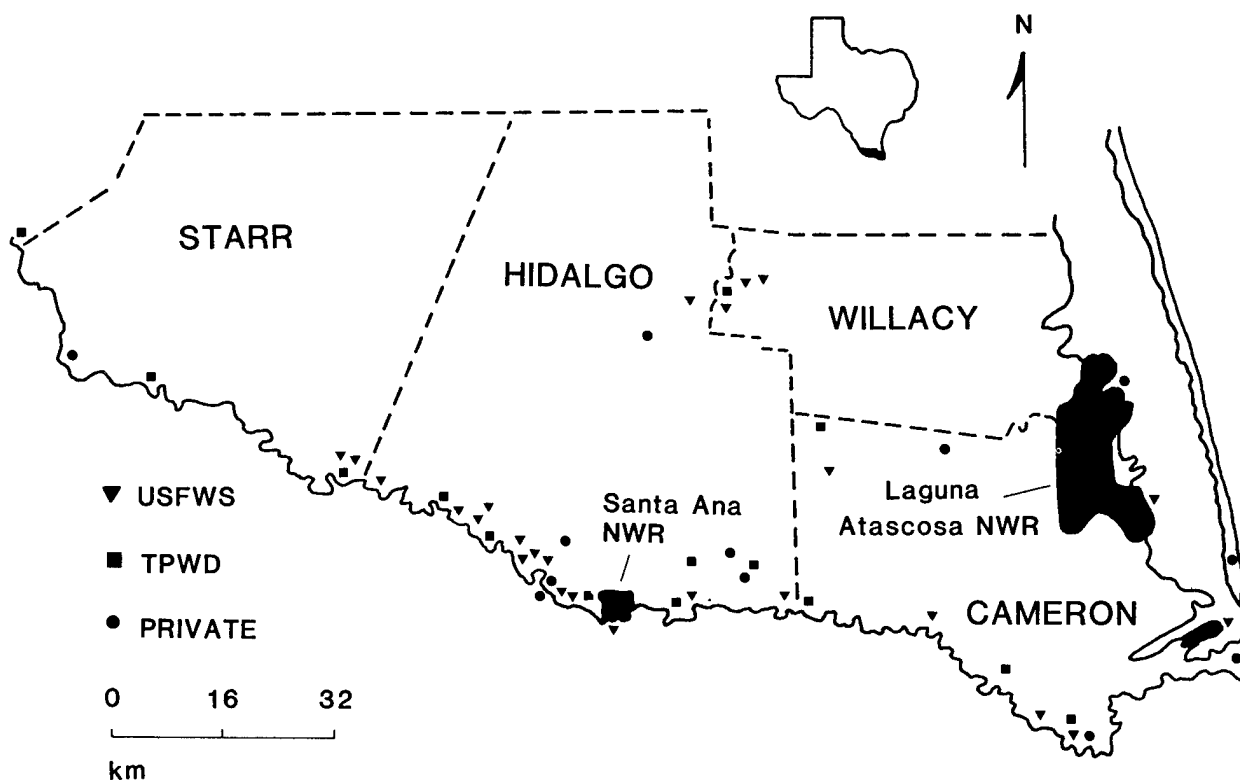 N
STARR
HIDALGO
WILLACY
USFWS
Santa Ana
NWR
Laguna
Atascosa NWR
TPWD
CAMERON
PRIVATE
0 16 32
km